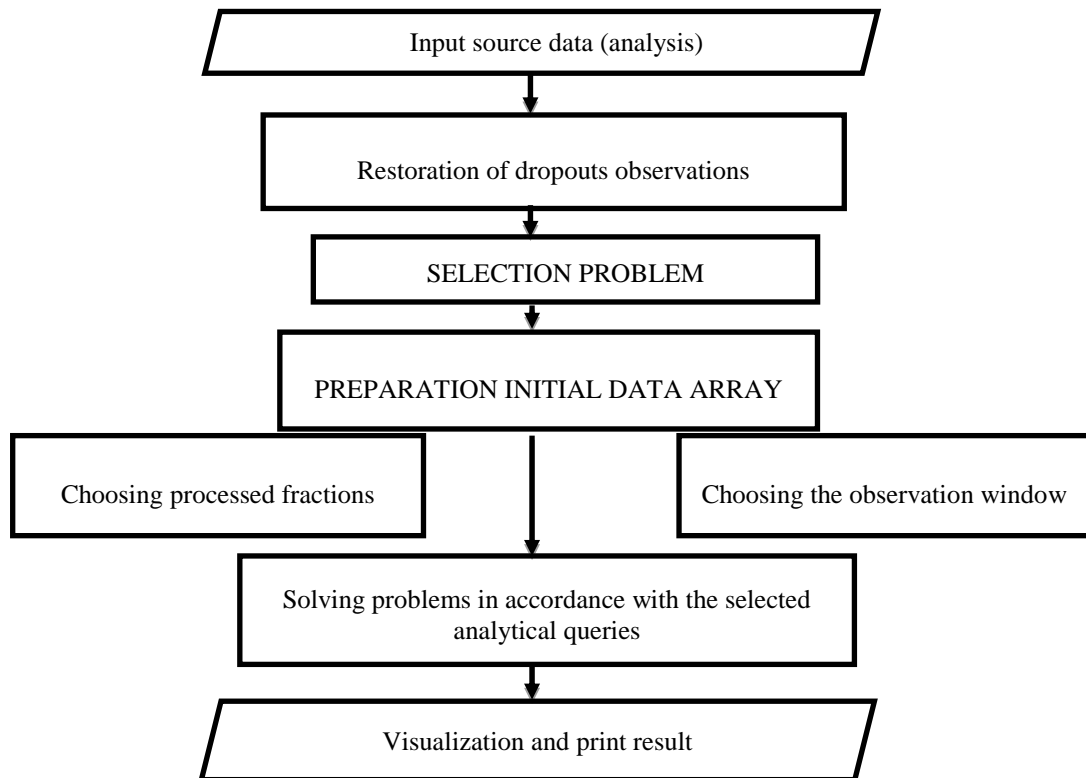 Input source data (analysis)
Restoration of dropouts observations
SELECTION PROBLEM
PREPARATION INITIAL DATA ARRAY
Choosing processed fractions
Choosing the observation window
Solving problems in accordance with the selected
analytical queries
Visualization and print result